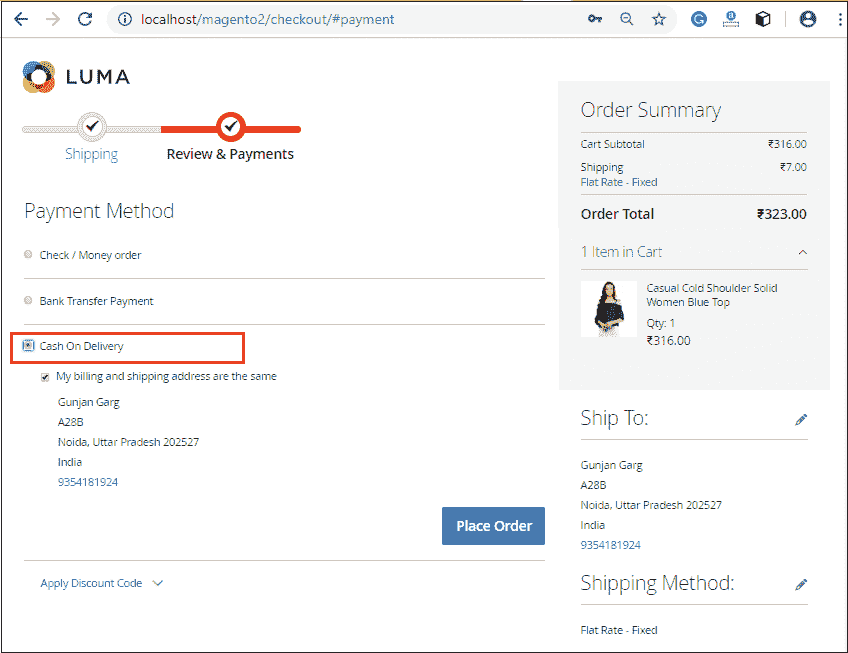 localhost/magento2/checkout/#payment
LUMA
Shipping
Review & Payments
Payment Method
Check / Money order
Bank Transfer Payment
Cash On Delivery
My billing and shipping address are the same
Gunjan Garg
A28B
Noida, Uttar Pradesh 202527
India
9354181924
Place Order
Apply Discount Code
Order Summary
Cart Subtotal ₹316.00
Shipping ₹7.00
Flat Rate - Fixed
Order Total ₹323.00
1 Item in Cart
Casual Cold Shoulder Solid
Women Blue Top
Qty: 1
₹316.00
Ship To:
Gunjan Garg
A28B
Noida, Uttar Pradesh 202527
India
9354181924
Shipping Method:
Flat Rate - Fixed